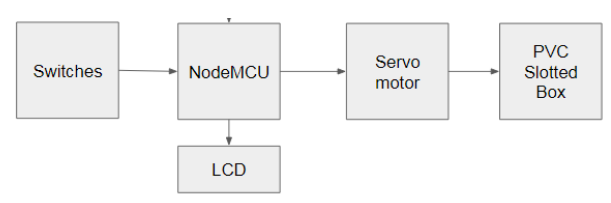 Switches
NodeMCU
Servo
motor
PVC
Slotted
Box
LCD